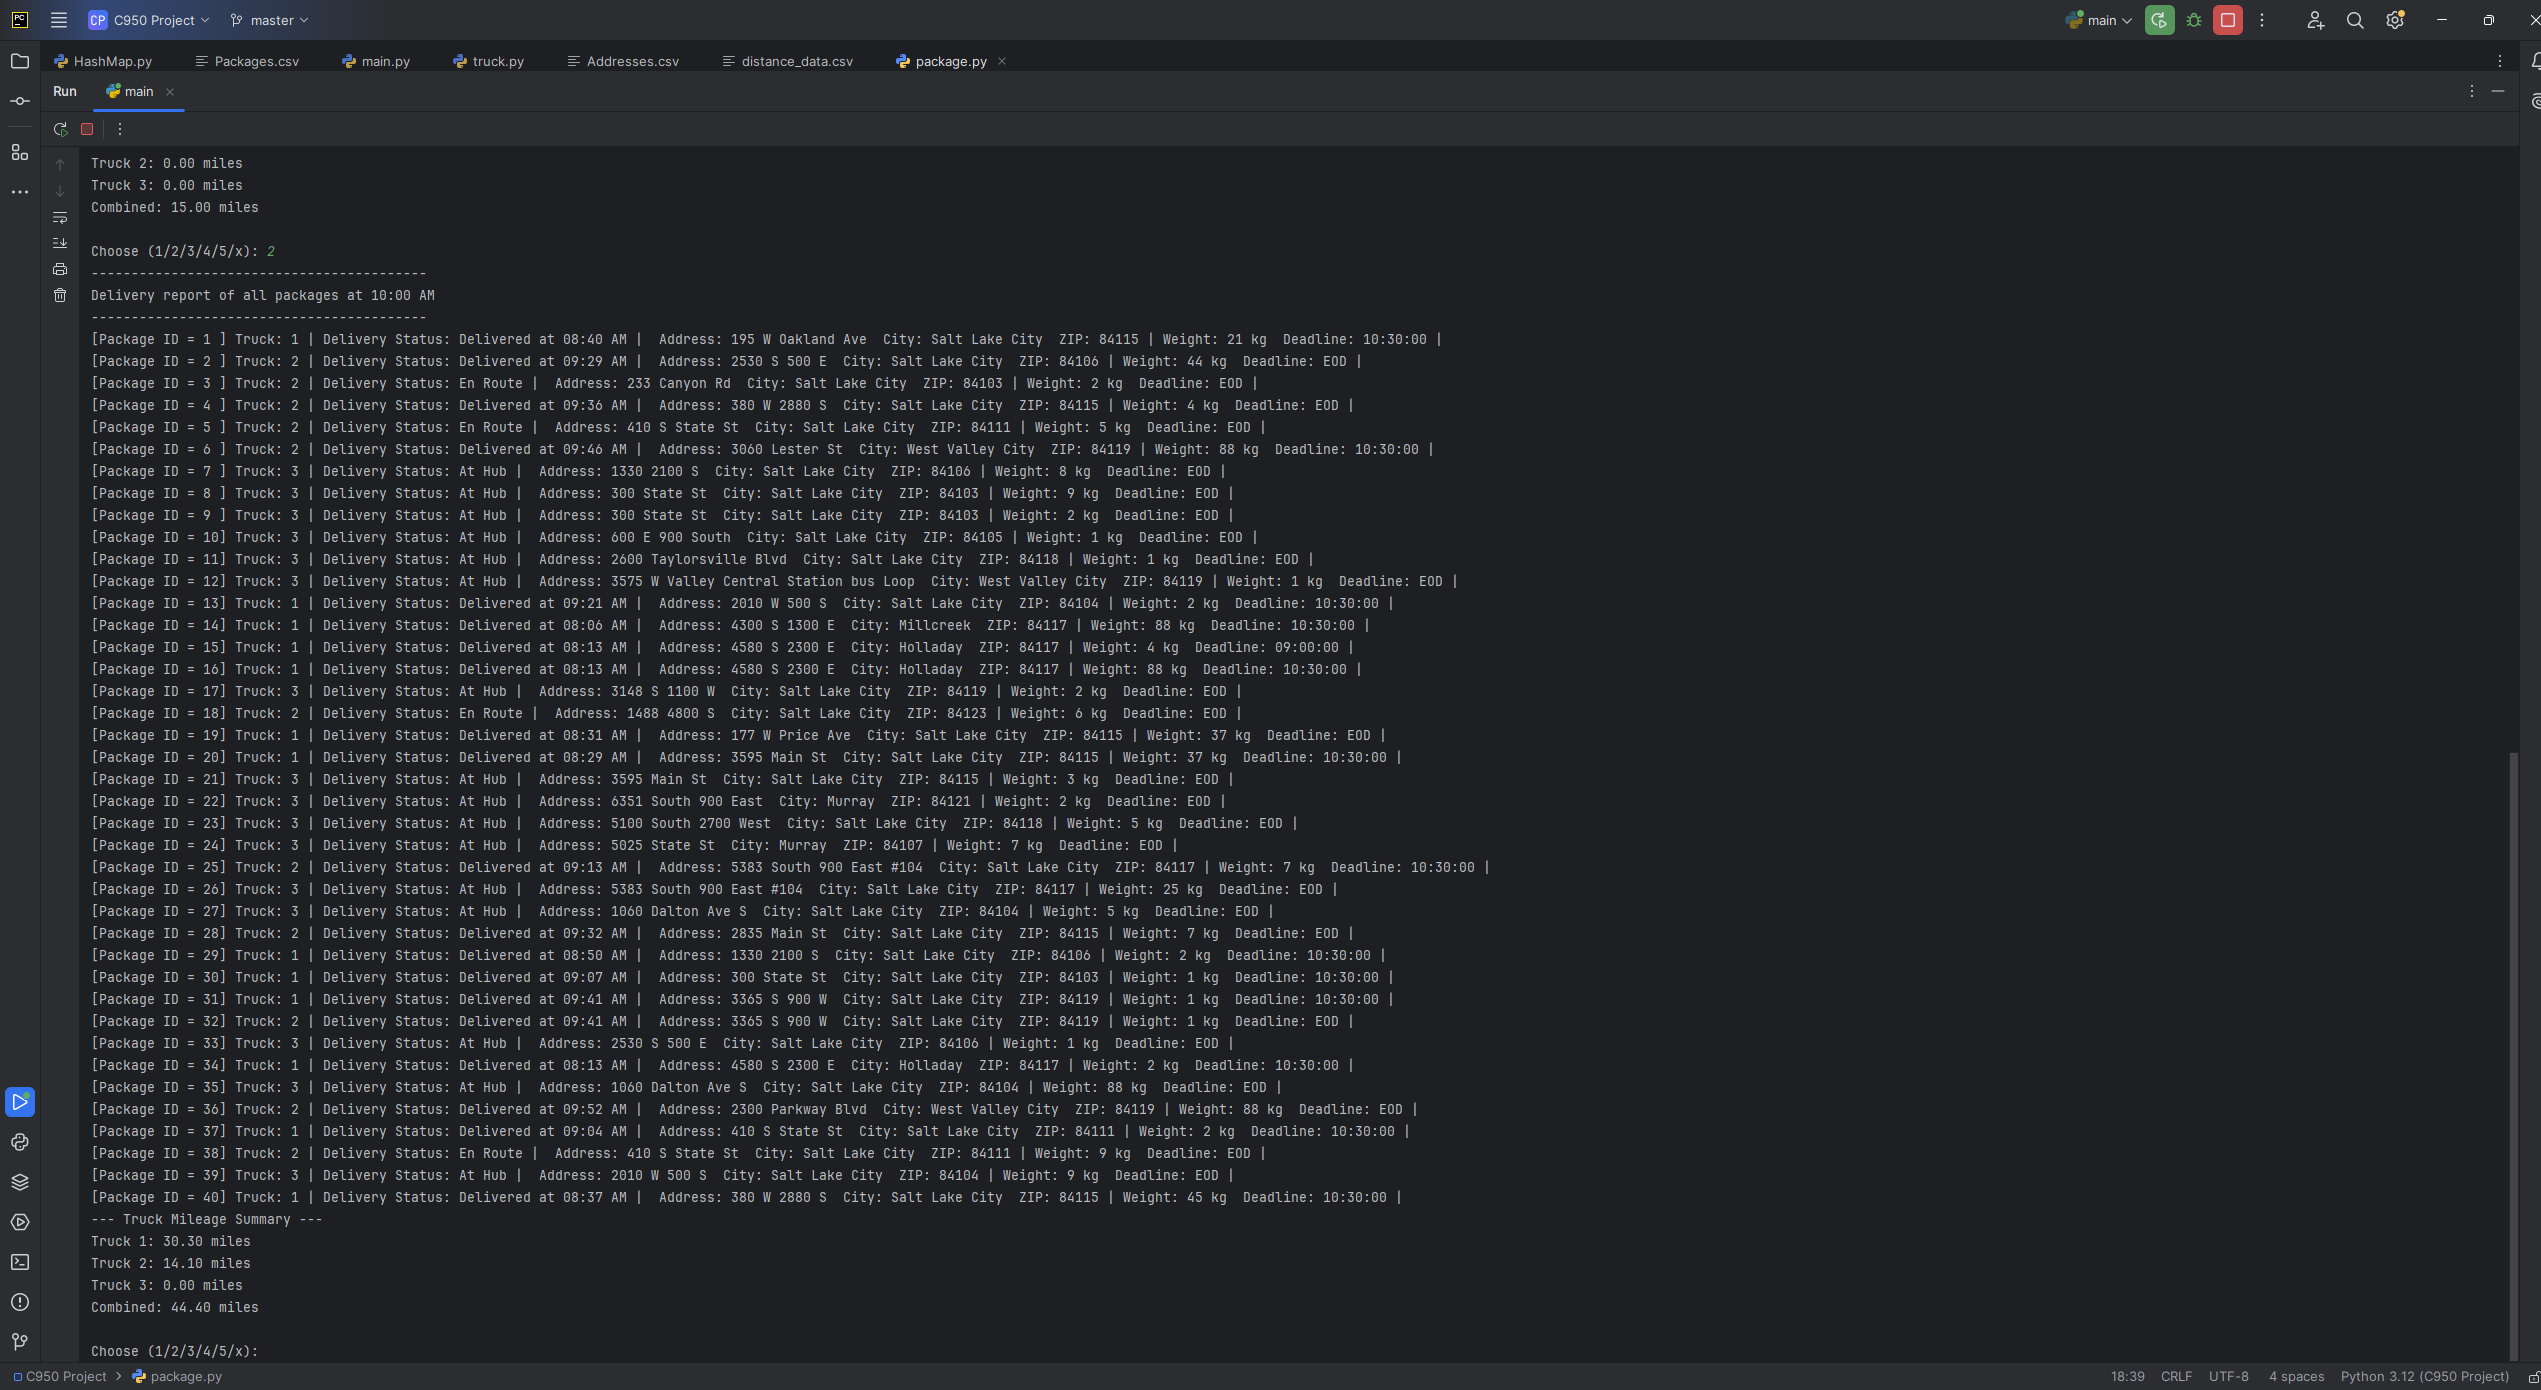 PC CP C950 Project master main
HashMap.py Packages.csv main.py truck.py Addresses.csv distance_data.csv package.py
Run main
Truck 2: 0.00 miles
Truck 3: 0.00 miles
Combined: 15.00 miles
Choose (1/2/3/4/5/x): 2
------------------------------------------
Delivery report of all packages at 10:00 AM
------------------------------------------
[Package ID = 1 ] Truck: 1 | Delivery Status: Delivered at 08:40 AM |  Address: 195 W Oakland Ave  City: Salt Lake City  ZIP: 84115 | Weight: 21 kg  Deadline: 10:30:00 |
[Package ID = 2 ] Truck: 2 | Delivery Status: Delivered at 09:29 AM |  Address: 2530 S 500 E  City: Salt Lake City  ZIP: 84106 | Weight: 44 kg  Deadline: EOD |
[Package ID = 3 ] Truck: 2 | Delivery Status: En Route |  Address: 233 Canyon Rd  City: Salt Lake City  ZIP: 84103 | Weight: 2 kg  Deadline: EOD |
[Package ID = 4 ] Truck: 2 | Delivery Status: Delivered at 09:36 AM |  Address: 380 W 2880 S  City: Salt Lake City  ZIP: 84115 | Weight: 4 kg  Deadline: EOD |
[Package ID = 5 ] Truck: 2 | Delivery Status: En Route |  Address: 410 S State St  City: Salt Lake City  ZIP: 84111 | Weight: 5 kg  Deadline: EOD |
[Package ID = 6 ] Truck: 2 | Delivery Status: Delivered at 09:46 AM |  Address: 3060 Lester St  City: West Valley City  ZIP: 84119 | Weight: 88 kg  Deadline: 10:30:00 |
[Package ID = 7 ] Truck: 3 | Delivery Status: At Hub |  Address: 1330 2100 S  City: Salt Lake City  ZIP: 84106 | Weight: 8 kg  Deadline: EOD |
[Package ID = 8 ] Truck: 3 | Delivery Status: At Hub |  Address: 300 State St  City: Salt Lake City  ZIP: 84103 | Weight: 9 kg  Deadline: EOD |
[Package ID = 9 ] Truck: 3 | Delivery Status: At Hub |  Address: 300 State St  City: Salt Lake City  ZIP: 84103 | Weight: 2 kg  Deadline: EOD |
[Package ID = 10] Truck: 3 | Delivery Status: At Hub |  Address: 600 E 900 South  City: Salt Lake City  ZIP: 84105 | Weight: 1 kg  Deadline: EOD |
[Package ID = 11] Truck: 3 | Delivery Status: At Hub |  Address: 2600 Taylorsville Blvd  City: Salt Lake City  ZIP: 84118 | Weight: 1 kg  Deadline: EOD |
[Package ID = 12] Truck: 3 | Delivery Status: At Hub |  Address: 3575 W Valley Central Station bus Loop  City: West Valley City  ZIP: 84119 | Weight: 1 kg  Deadline: EOD |
[Package ID = 13] Truck: 1 | Delivery Status: Delivered at 09:21 AM |  Address: 2010 W 500 S  City: Salt Lake City  ZIP: 84104 | Weight: 2 kg  Deadline: 10:30:00 |
[Package ID = 14] Truck: 1 | Delivery Status: Delivered at 08:06 AM |  Address: 4300 S 1300 E  City: Millcreek  ZIP: 84117 | Weight: 88 kg  Deadline: 10:30:00 |
[Package ID = 15] Truck: 1 | Delivery Status: Delivered at 08:13 AM |  Address: 4580 S 2300 E  City: Holladay  ZIP: 84117 | Weight: 4 kg  Deadline: 09:00:00 |
[Package ID = 16] Truck: 1 | Delivery Status: Delivered at 08:13 AM |  Address: 4580 S 2300 E  City: Holladay  ZIP: 84117 | Weight: 88 kg  Deadline: 10:30:00 |
[Package ID = 17] Truck: 3 | Delivery Status: At Hub |  Address: 3148 S 1100 W  City: Salt Lake City  ZIP: 84119 | Weight: 2 kg  Deadline: EOD |
[Package ID = 18] Truck: 2 | Delivery Status: En Route |  Address: 1488 4800 S  City: Salt Lake City  ZIP: 84123 | Weight: 6 kg  Deadline: EOD |
[Package ID = 19] Truck: 1 | Delivery Status: Delivered at 08:31 AM |  Address: 177 W Price Ave  City: Salt Lake City  ZIP: 84115 | Weight: 37 kg  Deadline: EOD |
[Package ID = 20] Truck: 1 | Delivery Status: Delivered at 08:29 AM |  Address: 3595 Main St  City: Salt Lake City  ZIP: 84115 | Weight: 37 kg  Deadline: 10:30:00 |
[Package ID = 21] Truck: 3 | Delivery Status: At Hub |  Address: 3595 Main St  City: Salt Lake City  ZIP: 84115 | Weight: 3 kg  Deadline: EOD |
[Package ID = 22] Truck: 3 | Delivery Status: At Hub |  Address: 6351 South 900 East  City: Murray  ZIP: 84121 | Weight: 2 kg  Deadline: EOD |
[Package ID = 23] Truck: 3 | Delivery Status: At Hub |  Address: 5100 South 2700 West  City: Salt Lake City  ZIP: 84118 | Weight: 5 kg  Deadline: EOD |
[Package ID = 24] Truck: 3 | Delivery Status: At Hub |  Address: 5025 State St  City: Murray  ZIP: 84107 | Weight: 7 kg  Deadline: EOD |
[Package ID = 25] Truck: 2 | Delivery Status: Delivered at 09:13 AM |  Address: 5383 South 900 East #104  City: Salt Lake City  ZIP: 84117 | Weight: 7 kg  Deadline: 10:30:00 |
[Package ID = 26] Truck: 3 | Delivery Status: At Hub |  Address: 5383 South 900 East #104  City: Salt Lake City  ZIP: 84117 | Weight: 25 kg  Deadline: EOD |
[Package ID = 27] Truck: 3 | Delivery Status: At Hub |  Address: 1060 Dalton Ave S  City: Salt Lake City  ZIP: 84104 | Weight: 5 kg  Deadline: EOD |
[Package ID = 28] Truck: 2 | Delivery Status: Delivered at 09:32 AM |  Address: 2835 Main St  City: Salt Lake City  ZIP: 84115 | Weight: 7 kg  Deadline: EOD |
[Package ID = 29] Truck: 1 | Delivery Status: Delivered at 08:50 AM |  Address: 1330 2100 S  City: Salt Lake City  ZIP: 84106 | Weight: 2 kg  Deadline: 10:30:00 |
[Package ID = 30] Truck: 1 | Delivery Status: Delivered at 09:07 AM |  Address: 300 State St  City: Salt Lake City  ZIP: 84103 | Weight: 1 kg  Deadline: 10:30:00 |
[Package ID = 31] Truck: 1 | Delivery Status: Delivered at 09:41 AM |  Address: 3365 S 900 W  City: Salt Lake City  ZIP: 84119 | Weight: 1 kg  Deadline: 10:30:00 |
[Package ID = 32] Truck: 2 | Delivery Status: Delivered at 09:41 AM |  Address: 3365 S 900 W  City: Salt Lake City  ZIP: 84119 | Weight: 1 kg  Deadline: EOD |
[Package ID = 33] Truck: 3 | Delivery Status: At Hub |  Address: 2530 S 500 E  City: Salt Lake City  ZIP: 84106 | Weight: 1 kg  Deadline: EOD |
[Package ID = 34] Truck: 1 | Delivery Status: Delivered at 08:13 AM |  Address: 4580 S 2300 E  City: Holladay  ZIP: 84117 | Weight: 2 kg  Deadline: 10:30:00 |
[Package ID = 35] Truck: 3 | Delivery Status: At Hub |  Address: 1060 Dalton Ave S  City: Salt Lake City  ZIP: 84104 | Weight: 88 kg  Deadline: EOD |
[Package ID = 36] Truck: 2 | Delivery Status: Delivered at 09:52 AM |  Address: 2300 Parkway Blvd  City: West Valley City  ZIP: 84119 | Weight: 88 kg  Deadline: EOD |
[Package ID = 37] Truck: 1 | Delivery Status: Delivered at 09:04 AM |  Address: 410 S State St  City: Salt Lake City  ZIP: 84111 | Weight: 2 kg  Deadline: 10:30:00 |
[Package ID = 38] Truck: 2 | Delivery Status: En Route |  Address: 410 S State St  City: Salt Lake City  ZIP: 84111 | Weight: 9 kg  Deadline: EOD |
[Package ID = 39] Truck: 3 | Delivery Status: At Hub |  Address: 2010 W 500 S  City: Salt Lake City  ZIP: 84104 | Weight: 9 kg  Deadline: EOD |
[Package ID = 40] Truck: 1 | Delivery Status: Delivered at 08:37 AM |  Address: 380 W 2880 S  City: Salt Lake City  ZIP: 84115 | Weight: 45 kg  Deadline: 10:30:00 |
--- Truck Mileage Summary ---
Truck 1: 30.30 miles
Truck 2: 14.10 miles
Truck 3: 0.00 miles
Combined: 44.40 miles
Choose (1/2/3/4/5/x):
C950 Project > package.py 18:39 CRLF UTF-8 4 spaces Python 3.12 (C950 Project)